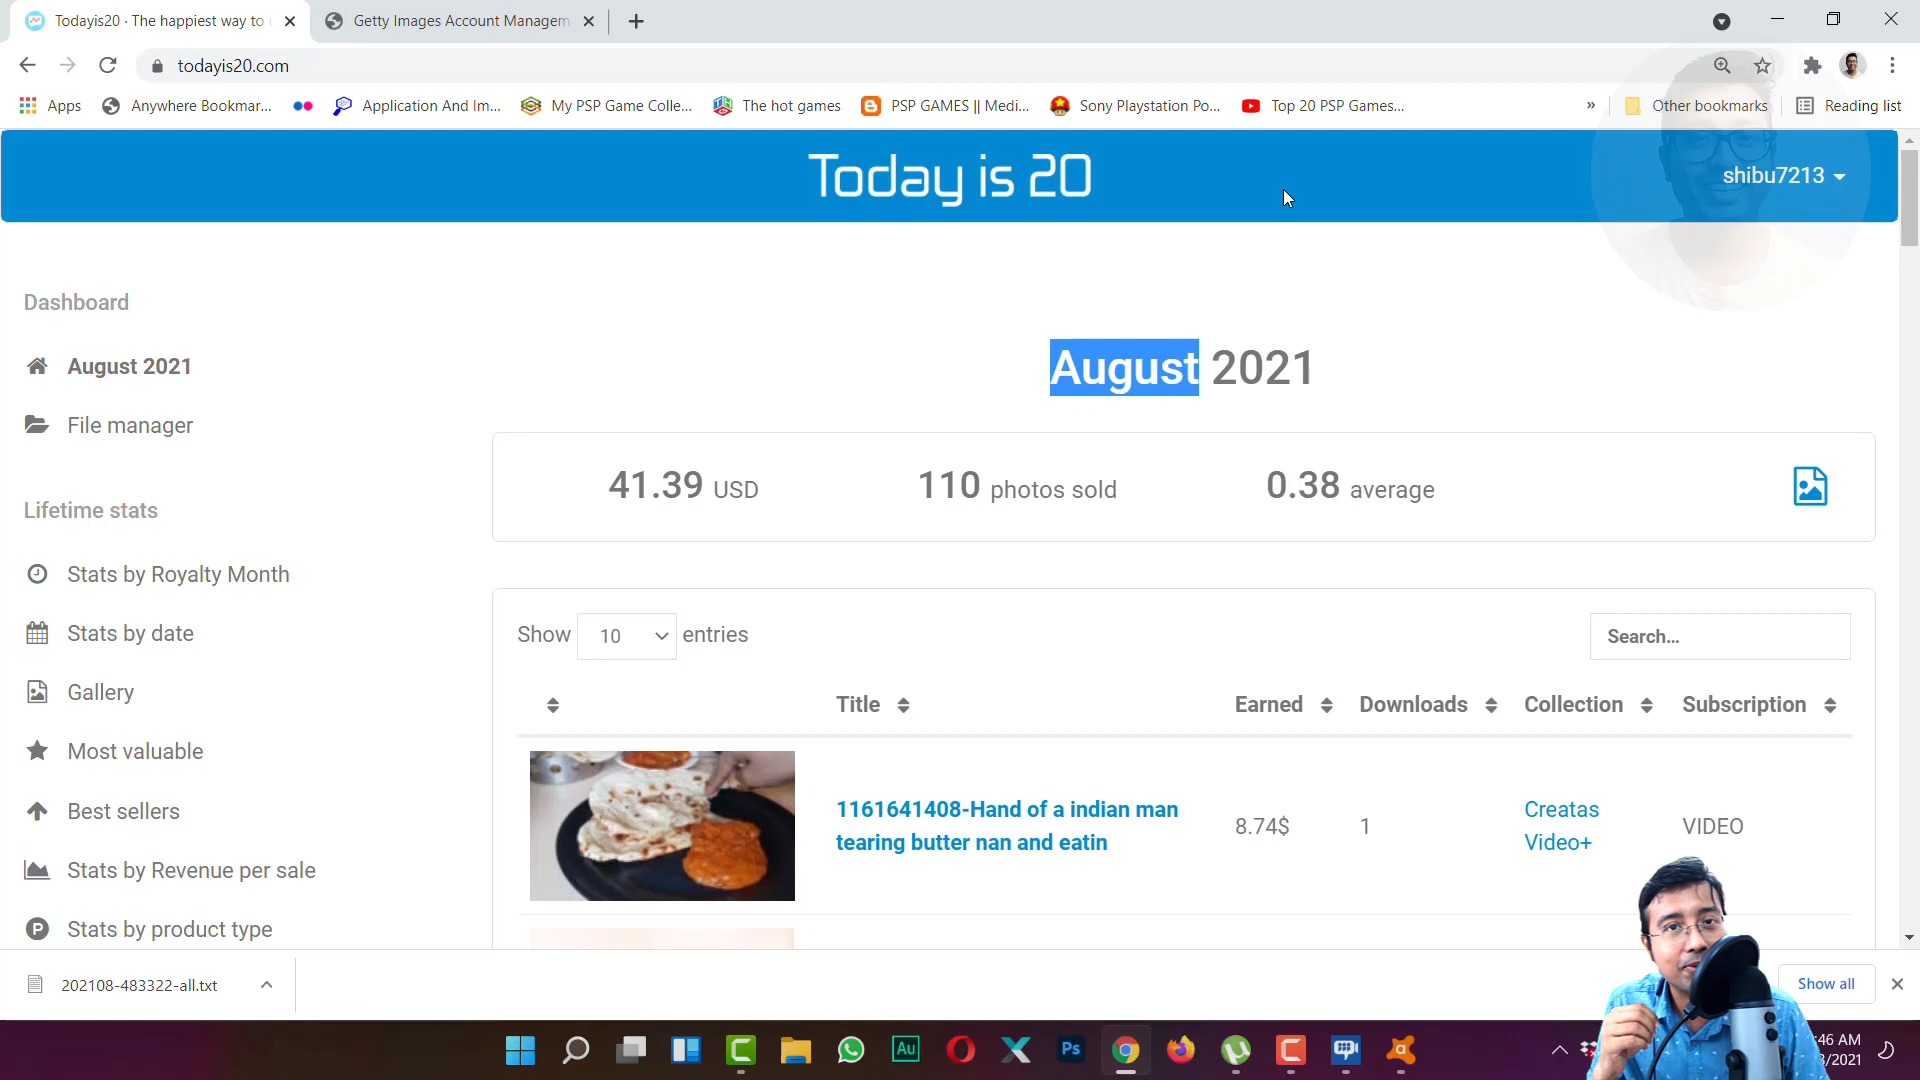 Todayis20 · The happiest way to
Getty Images Account Managem
todayis20.com
Apps
Anywhere Bookmar...
Application And Im...
My PSP Game Colle...
The hot games
PSP GAMES || Medi...
Sony Playstation Po...
Top 20 PSP Games...
»
Other bookmarks
Reading list
Today is 20
shibu7213
Dashboard
August 2021
File manager
Lifetime stats
Stats by Royalty Month
Stats by date
Gallery
Most valuable
Best sellers
Stats by Revenue per sale
Stats by product type
August 2021
41.39 USD
110 photos sold
0.38 average
Show 10 entries
Search...
Title
Earned
Downloads
Collection
Subscription
1161641408-Hand of a indian man
tearing butter nan and eatin
8.74$
1
Creatas
Video+
VIDEO
202108-483322-all.txt
Show all
Au
Ps
:46 AM
/2021